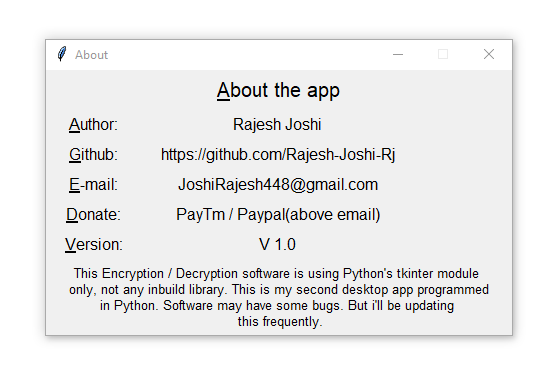 About
About the app
Author: Rajesh Joshi
Github: https://github.com/Rajesh-Joshi-Rj
E-mail: JoshiRajesh448@gmail.com
Donate: PayTm / Paypal(above email)
Version: V 1.0
This Encryption / Decryption software is using Python's tkinter module
only, not any inbuild library. This is my second desktop app programmed
in Python. Software may have some bugs. But i'll be updating
this frequently.